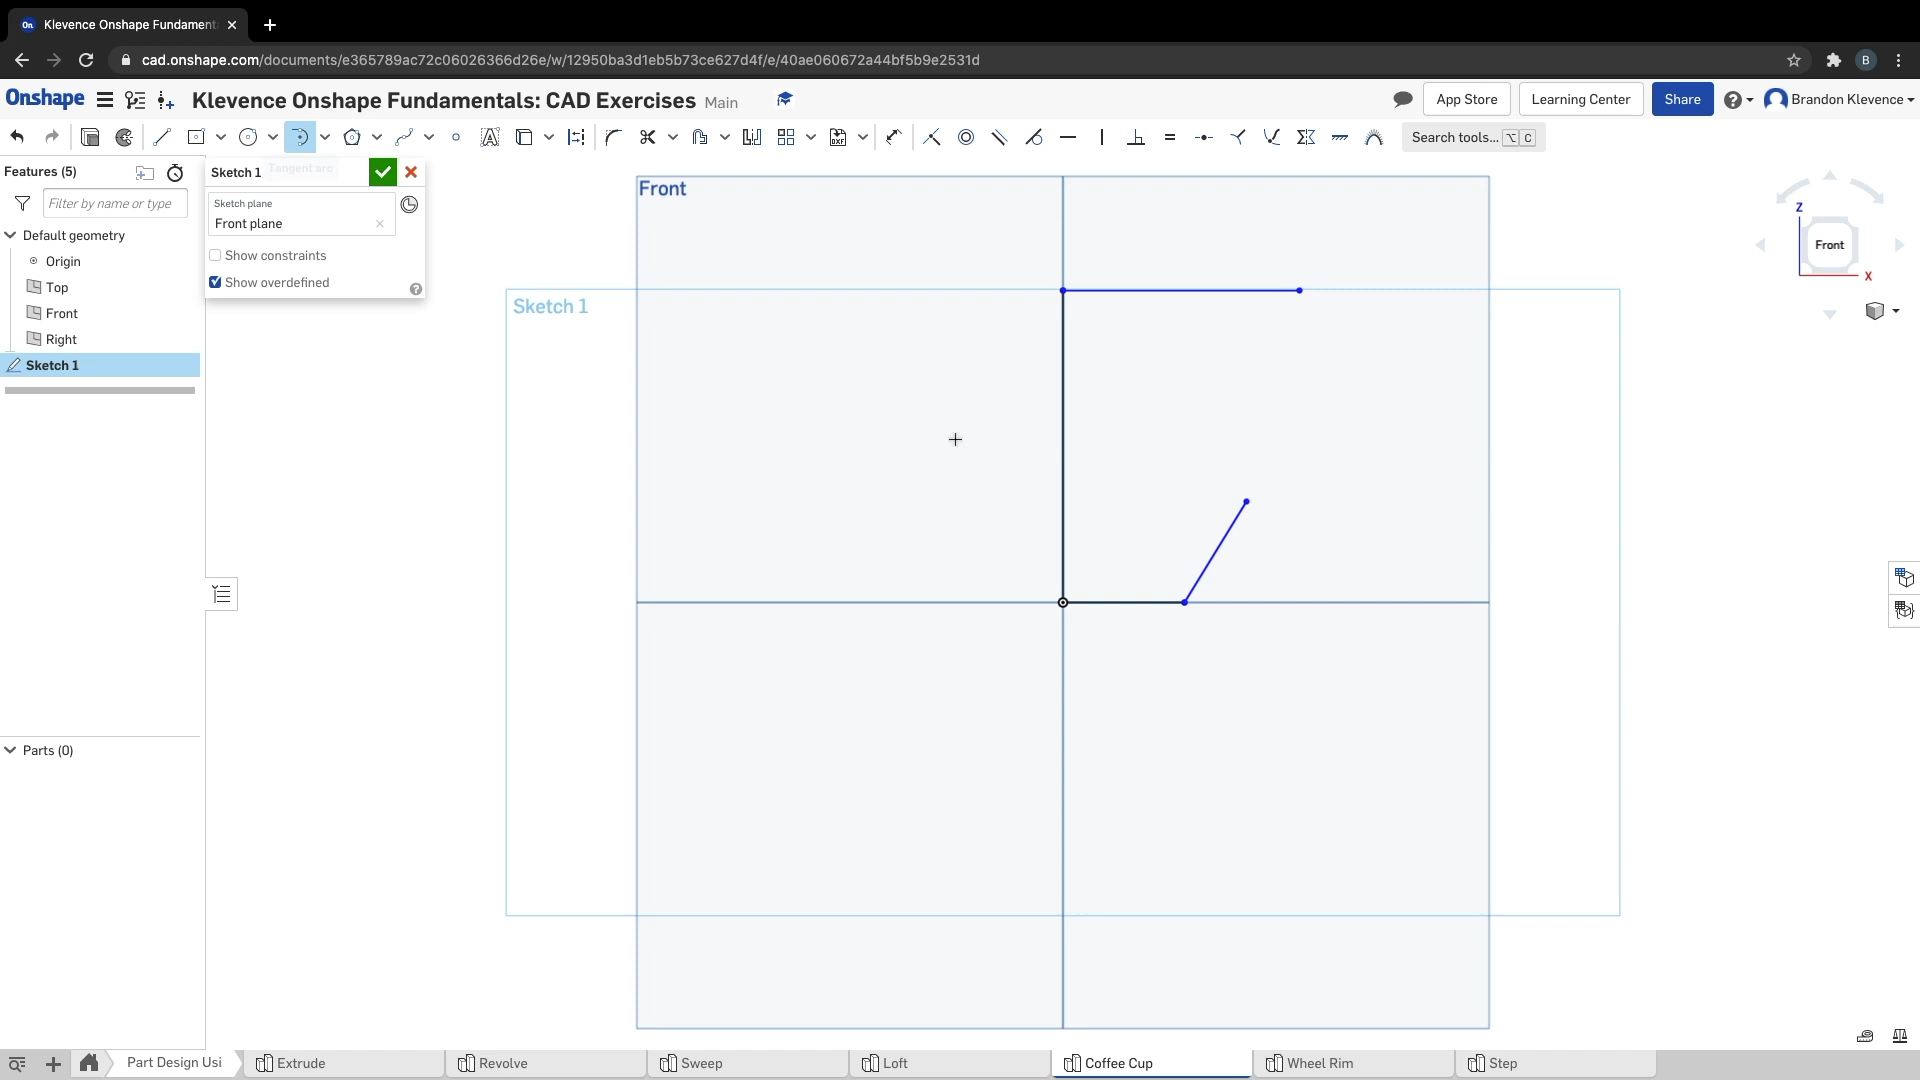 On Klevence Onshape Fundament
cad.onshape.com/documents/e365789ac72c06026366d26e/w/12950ba3d1eb5b73ce627d4f/e/40ae060672a44bf5b9e2531d
B
Onshape
Klevence Onshape Fundamentals: CAD Exercises Main
App Store
Learning Center
Share
Brandon Klevence
Search tools... ⌥ C
Features (5)
Filter by name or type
Default geometry
Origin
Top
Front
Right
Sketch 1
Parts (0)
Sketch 1
Tangent arc
Sketch plane
Front plane
Show constraints
Show overdefined
Front
Sketch 1
Z
Front
X
Part Design Usi
Extrude
Revolve
Sweep
Loft
Coffee Cup
Wheel Rim
Step